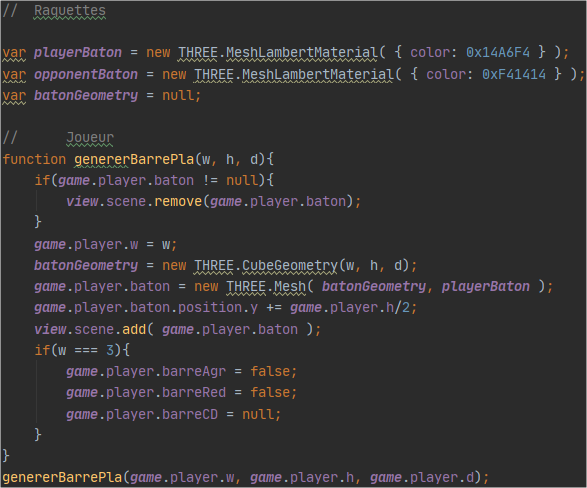 //  Raquettes
var playerBaton = new THREE.MeshLambertMaterial( { color: 0x14A6F4 } );
var opponentBaton = new THREE.MeshLambertMaterial( { color: 0xF41414 } );
var batonGeometry = null;
//      Joueur
function genererBarrePla(w, h, d){
    if(game.player.baton != null){
        view.scene.remove(game.player.baton);
    }
    game.player.w = w;
    batonGeometry = new THREE.CubeGeometry(w, h, d);
    game.player.baton = new THREE.Mesh( batonGeometry, playerBaton );
    game.player.baton.position.y += game.player.h/2;
    view.scene.add( game.player.baton );
    if(w === 3){
        game.player.barreAgr = false;
        game.player.barreRed = false;
        game.player.barreCD = null;
    }
}
genererBarrePla(game.player.w, game.player.h, game.player.d);